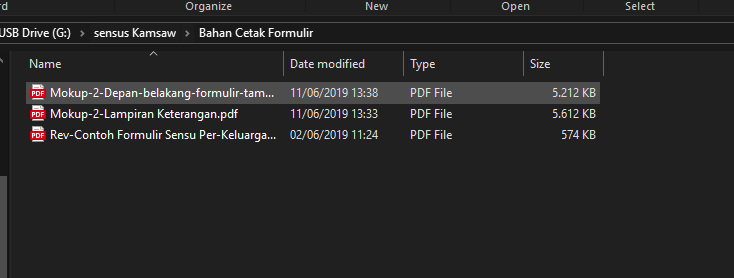 Organize New Open Select
USB Drive (G:) > sensus Kamsaw > Bahan Cetak Formulir
Name Date modified Type Size
PDF Mokup-2-Depan-belakang-formulir-tam... 11/06/2019 13:38 PDF File 5.212 KB
PDF Mokup-2-Lampiran Keterangan.pdf 11/06/2019 13:33 PDF File 5.612 KB
PDF Rev-Contoh Formulir Sensu Per-Keluarga... 02/06/2019 11:24 PDF File 574 KB